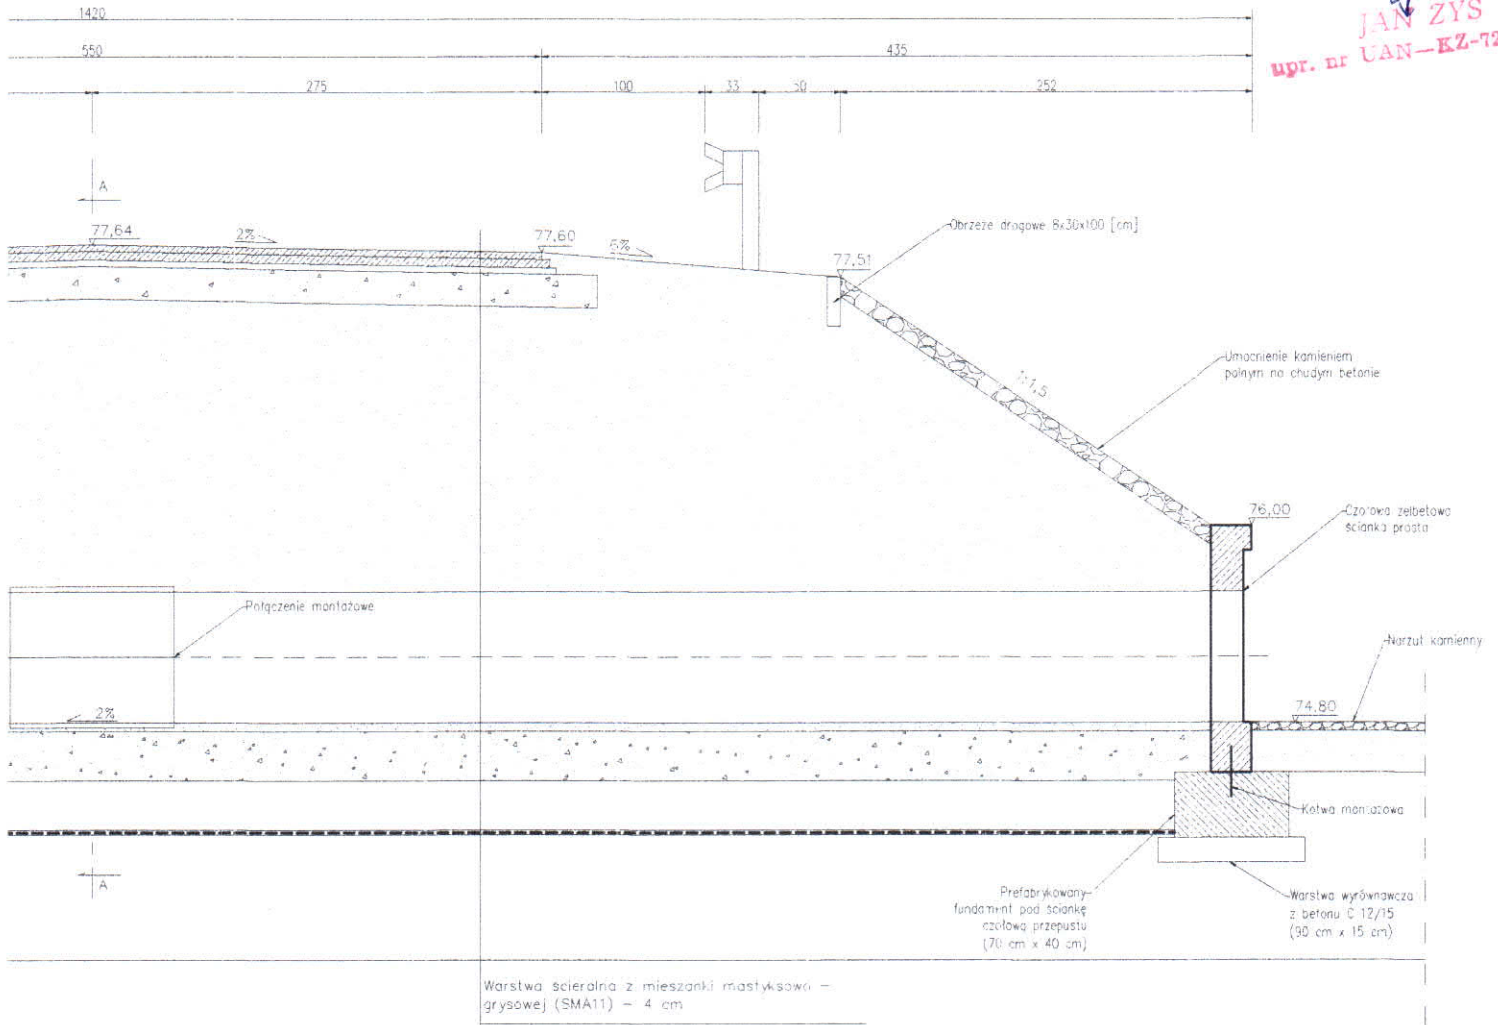 1420
JAN ZYS
upr. nr UAN—KZ-72
550
435
275
100
33
50
252
A
77,64
2%
77,60
6%
77,51
Obrzeże drogowe 8x30x100 [cm]
Umocnienie kamieniem
polnym na chudym betonie
1:1,5
76,00
Czołowa żelbetowa
ścianka prosta
Połączenie montażowe
Narzut kamienny
2%
74.80
Kotwa montażowa
A
Prefabrykowany
fundament pod ściankę
czołową przepustu
(70 cm x 40 cm)
Warstwa wyrównawcza
z betonu C 12/15
(90 cm x 15 cm)
Warstwa ścieralna z mieszanki mastyksowo –
grysowej (SMA11) – 4 cm